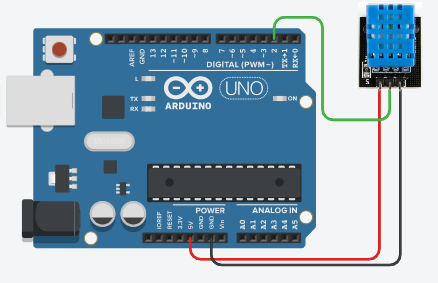 AREF
GND
13
12
~11
~10
~9
8
7
~6
~5
4
~3
2
TX→1
RX←0
L
DIGITAL (PWM~)
TX
RX
ARDUINO
UNO
ON
POWER
ANALOG IN
IOREF
RESET
3.3V
5V
GND
GND
Vin
A0
A1
A2
A3
A4
A5
S